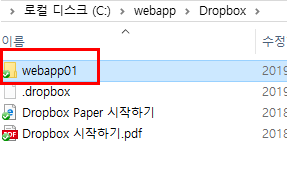 > 로컬 디스크 (C:) > webapp > Dropbox >
이름 수정
webapp01 2019
.dropbox 2019
Dropbox Paper 시작하기 2018
Dropbox 시작하기.pdf 2018